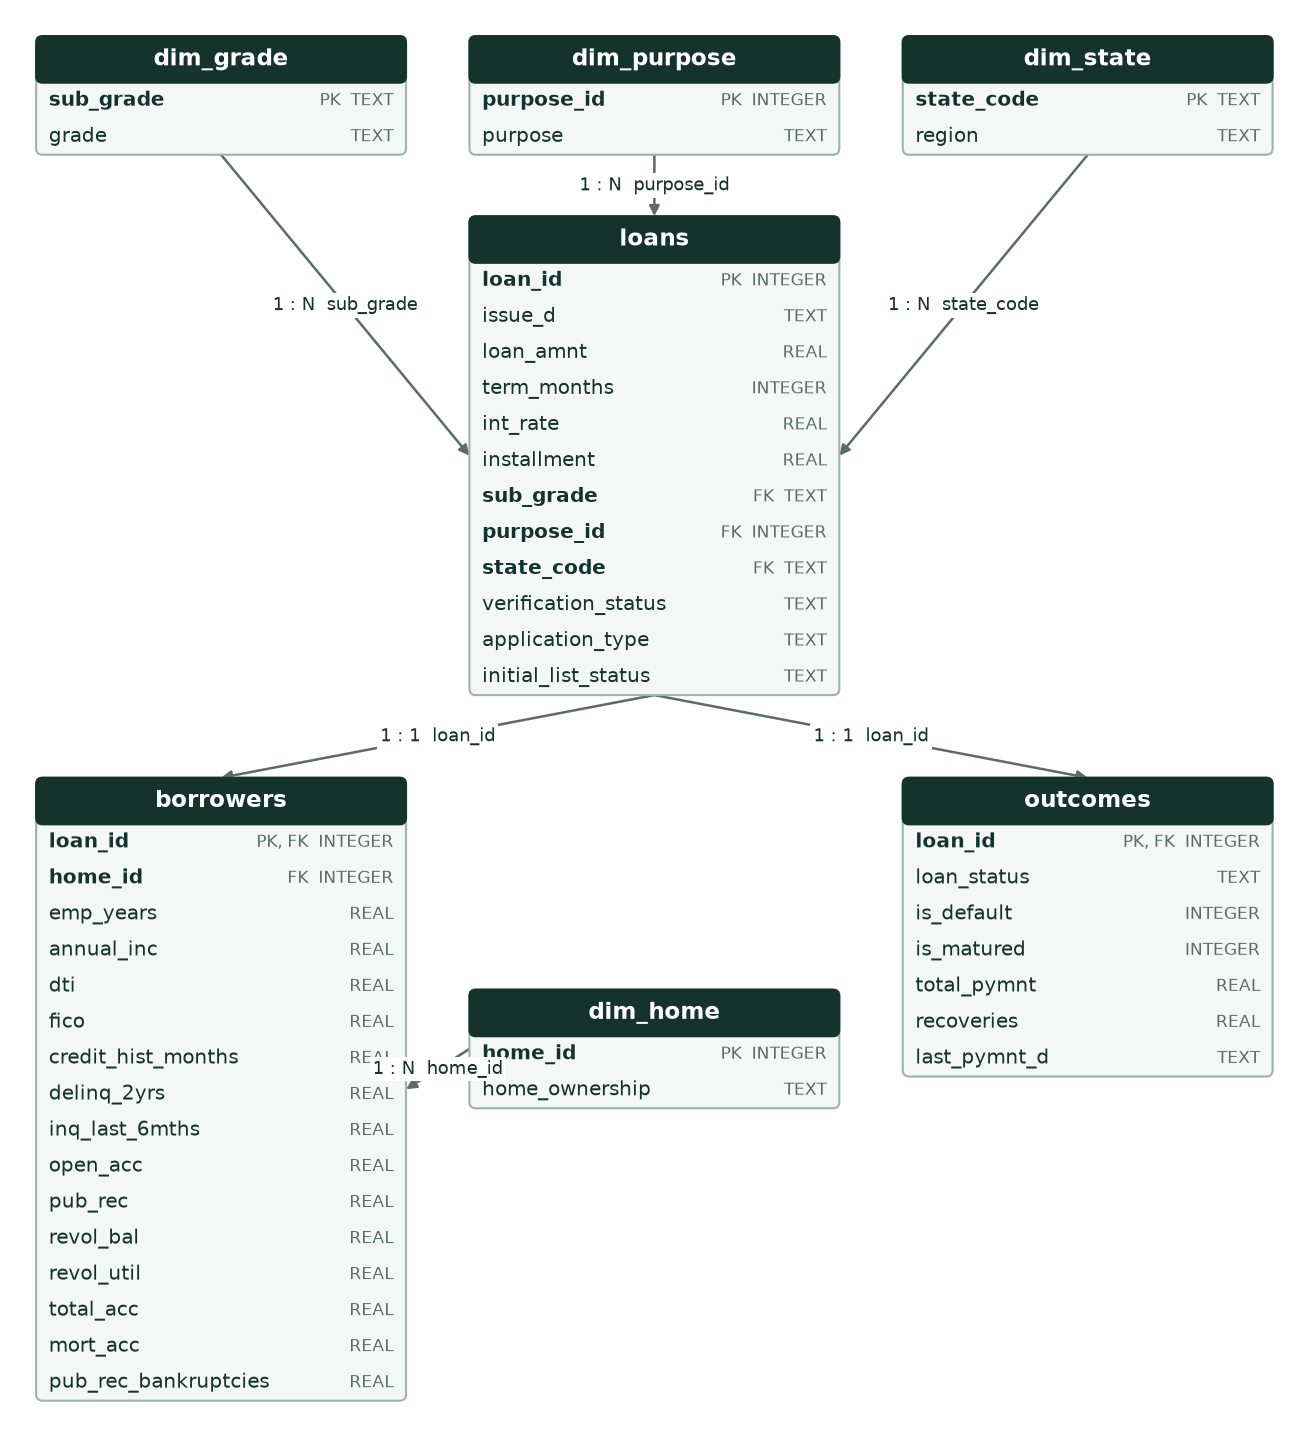 dim_grade
sub_grade PK TEXT
grade TEXT
dim_purpose
purpose_id PK INTEGER
purpose TEXT
dim_state
state_code PK TEXT
region TEXT
1 : N purpose_id
1 : N sub_grade
1 : N state_code
loans
loan_id PK INTEGER
issue_d TEXT
loan_amnt REAL
term_months INTEGER
int_rate REAL
installment REAL
sub_grade FK TEXT
purpose_id FK INTEGER
state_code FK TEXT
verification_status TEXT
application_type TEXT
initial_list_status TEXT
1 : 1 loan_id
1 : 1 loan_id
borrowers
loan_id PK, FK INTEGER
home_id FK INTEGER
emp_years REAL
annual_inc REAL
dti REAL
fico REAL
credit_hist_months REAL
delinq_2yrs REAL
inq_last_6mths REAL
open_acc REAL
pub_rec REAL
revol_bal REAL
revol_util REAL
total_acc REAL
mort_acc REAL
pub_rec_bankruptcies REAL
1 : N home_id
dim_home
home_id PK INTEGER
home_ownership TEXT
outcomes
loan_id PK, FK INTEGER
loan_status TEXT
is_default INTEGER
is_matured INTEGER
total_pymnt REAL
recoveries REAL
last_pymnt_d TEXT